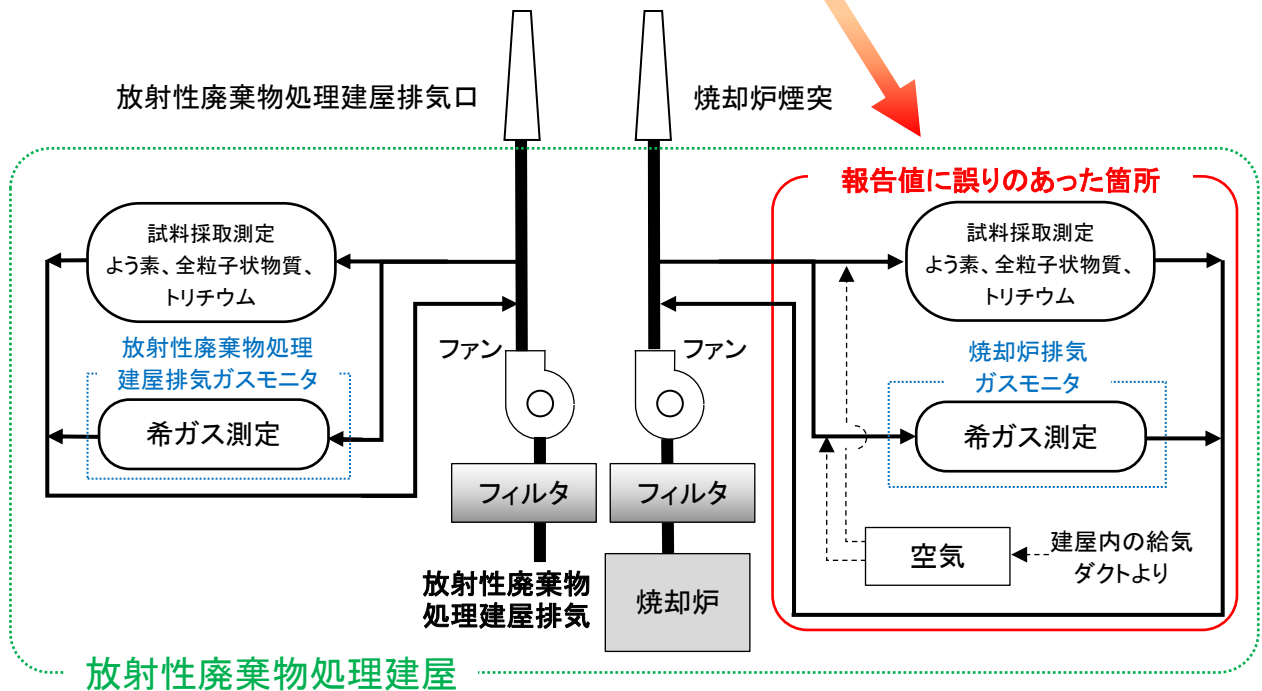 放射性廃棄物処理建屋排気口
焼却炉煙突
報告値に誤りのあった箇所
試料採取測定
よう素、全粒子状物質、
トリチウム
試料採取測定
よう素、全粒子状物質、
トリチウム
放射性廃棄物処理
建屋排気ガスモニタ
ファン
ファン
焼却炉排気
ガスモニタ
希ガス測定
希ガス測定
フィルタ
フィルタ
空気
建屋内の給気
ダクトより
放射性廃棄物
処理建屋排気
焼却炉
放射性廃棄物処理建屋